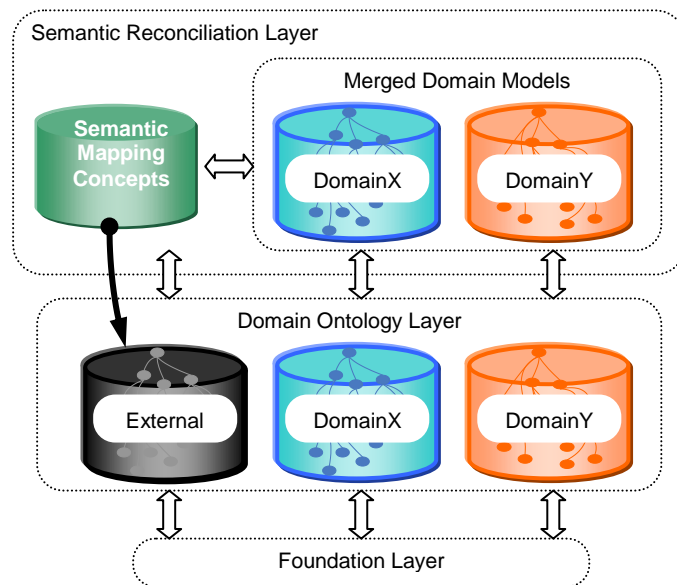 Semantic Reconciliation Layer
Merged Domain Models
Semantic
Mapping
Concepts
DomainX
DomainY
Domain Ontology Layer
External
DomainX
DomainY
Foundation Layer